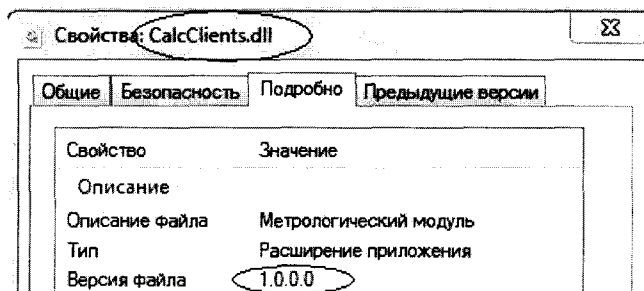 Свойства: CalcClients.dll
Общие Безопасность Подробно Предыдущие версии
Свойство Значение
Описание
Описание файла Метрологический модуль
Тип Расширение приложения
Версия файла 1.0.0.0